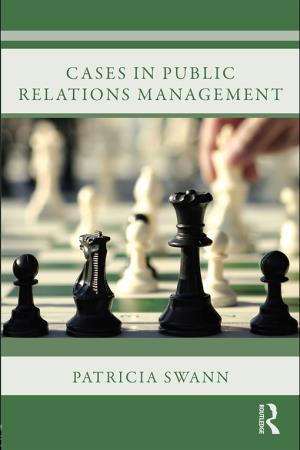 CASES IN PUBLIC
RELATIONS MANAGEMENT
PATRICIA SWANN
ROUTLEDGE